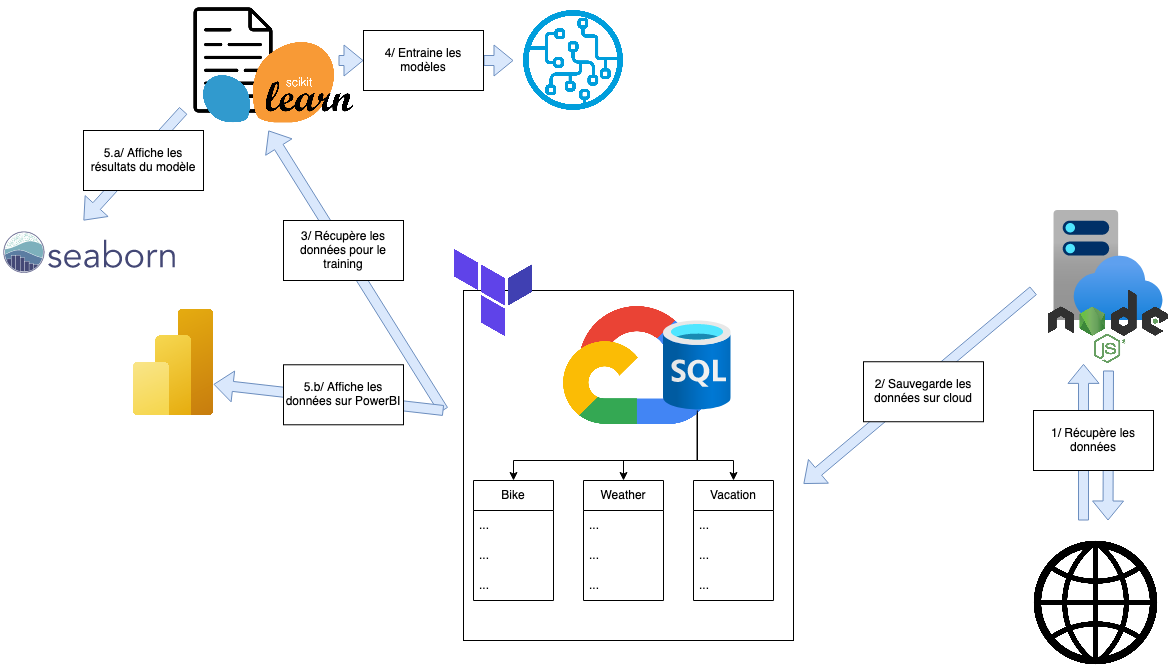 scikit
learn
4/ Entraine les
modèles
5.a/ Affiche les
résultats du modèle
seaborn
3/ Récupère les
données pour le
training
5.b/ Affiche les
données sur PowerBI
SQL
Bike
...
...
...
Weather
...
...
...
Vacation
...
...
...
2/ Sauvegarde les
données sur cloud
node
JS
1/ Récupère les
données